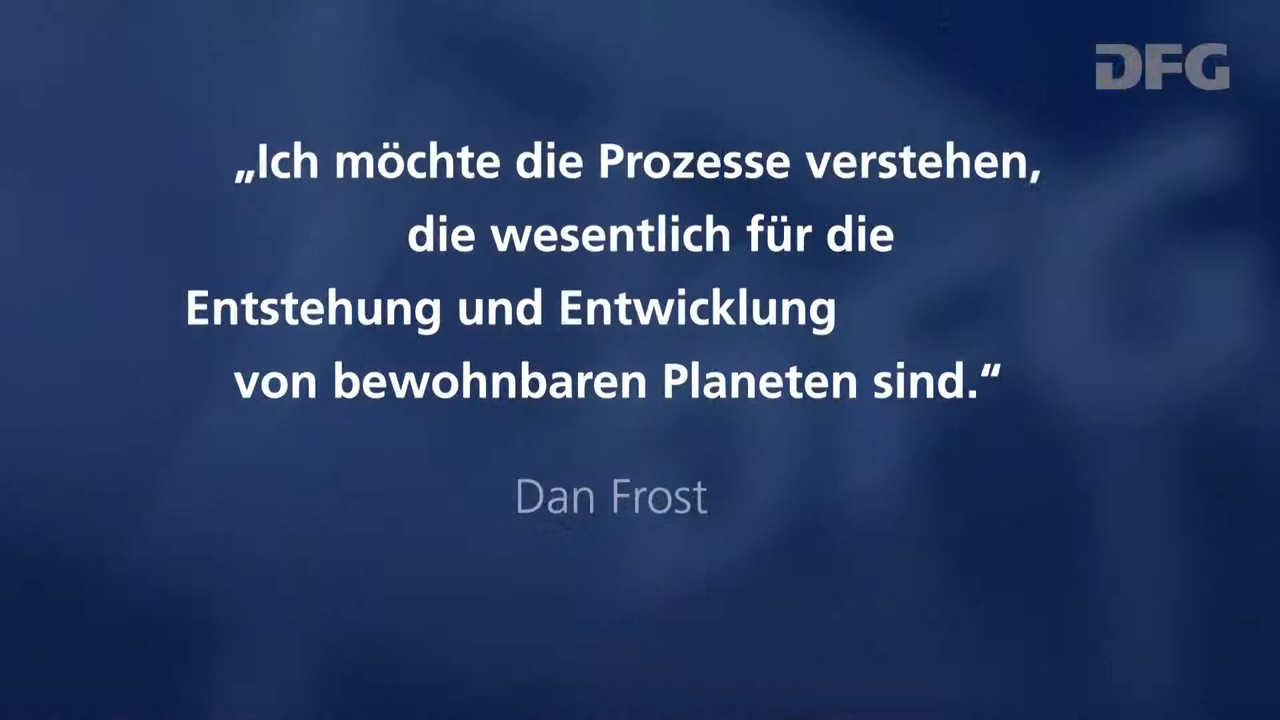 DFG
„Ich möchte die Prozesse verstehen,
die wesentlich für die
Entstehung und Entwicklung
von bewohnbaren Planeten sind.“
Dan Frost